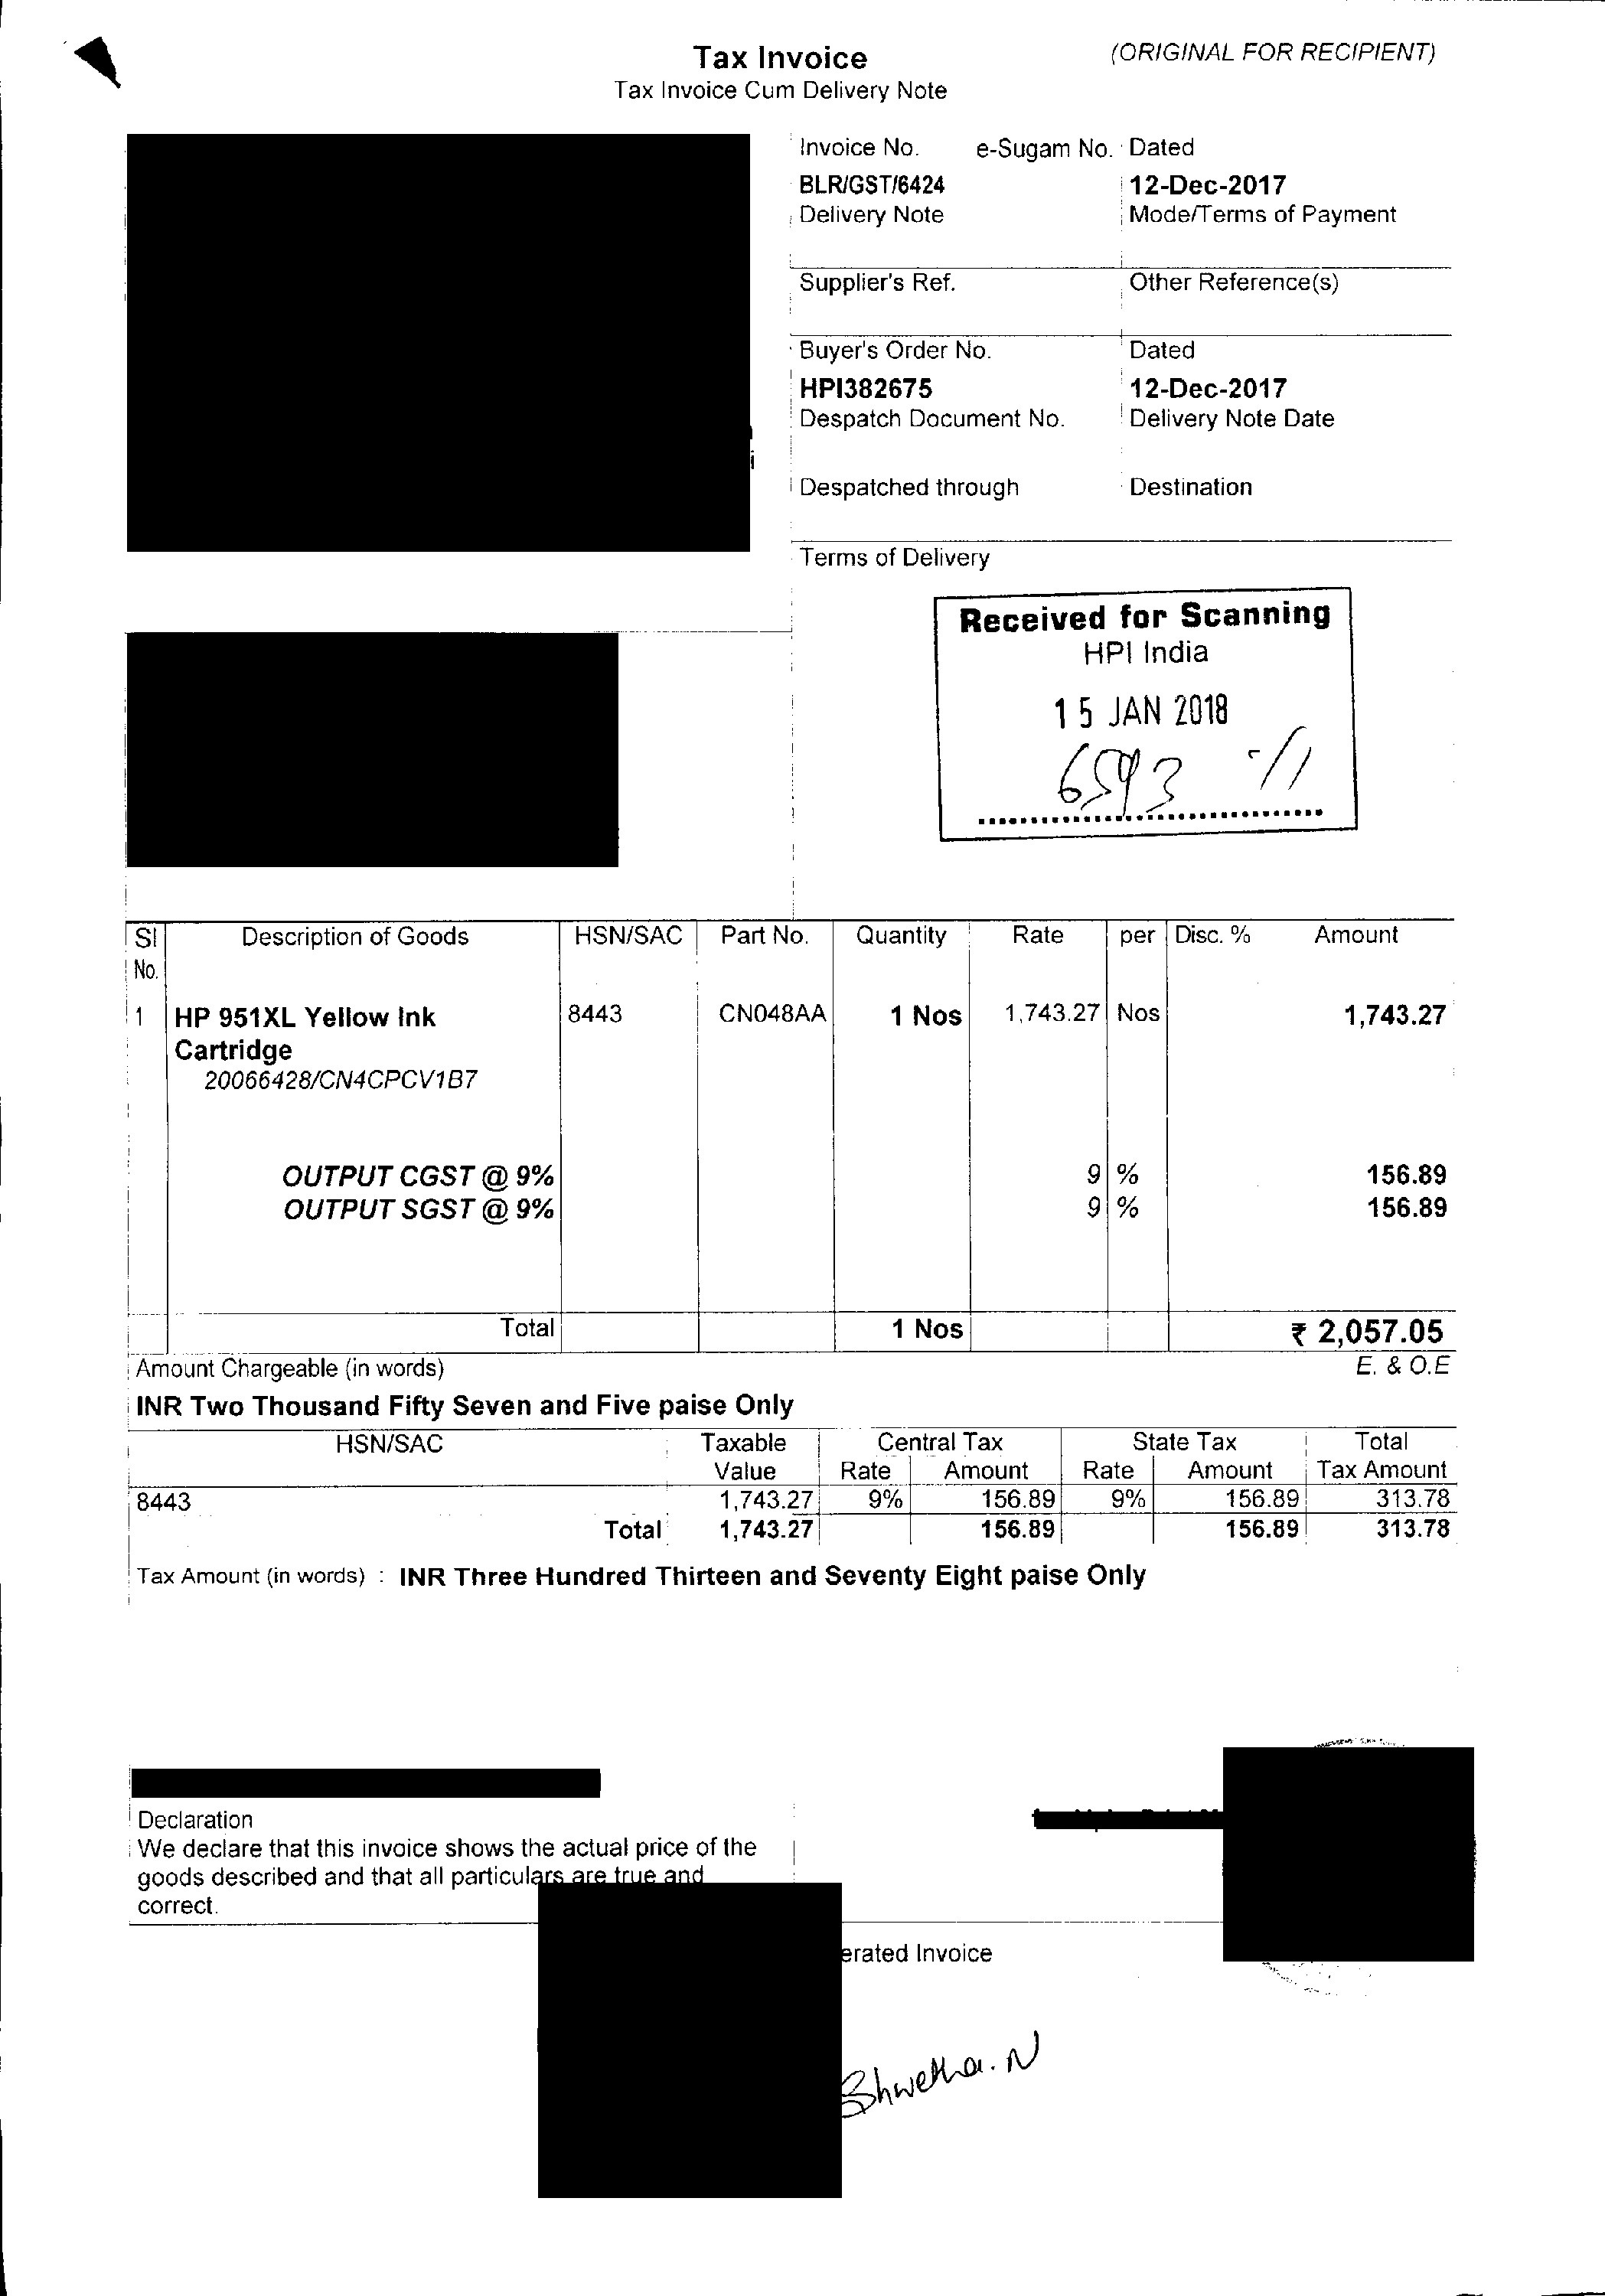 Tax Invoice
(ORIGINAL FOR RECIPIENT)
Tax Invoice Cum Delivery Note
Invoice No. e-Sugam No. Dated
BLR/GST/6424 12-Dec-2017
Delivery Note Mode/Terms of Payment
Supplier's Ref. Other Reference(s)
Buyer's Order No. Dated
HPI382675 12-Dec-2017
Despatch Document No. Delivery Note Date
Despatched through Destination
Terms of Delivery
Received for Scanning
HPI India
15 JAN 2018
Sl Description of Goods HSN/SAC Part No. Quantity Rate per Disc. % Amount
No.
1 HP 951XL Yellow Ink 8443 CN048AA 1 Nos 1,743.27 Nos 1,743.27
Cartridge
20066428/CN4CPCV1B7
OUTPUT CGST @ 9% 9 % 156.89
OUTPUT SGST @ 9% 9 % 156.89
Total 1 Nos ₹ 2,057.05
Amount Chargeable (in words) E. & O.E
INR Two Thousand Fifty Seven and Five paise Only
HSN/SAC Taxable Central Tax State Tax Total
Value Rate Amount Rate Amount Tax Amount
8443 1,743.27 9% 156.89 9% 156.89 313.78
Total 1,743.27 156.89 156.89 313.78
Tax Amount (in words) : INR Three Hundred Thirteen and Seventy Eight paise Only
Declaration
We declare that this invoice shows the actual price of the
goods described and that all particulars are true and
correct.
erated Invoice
Shwetha. N